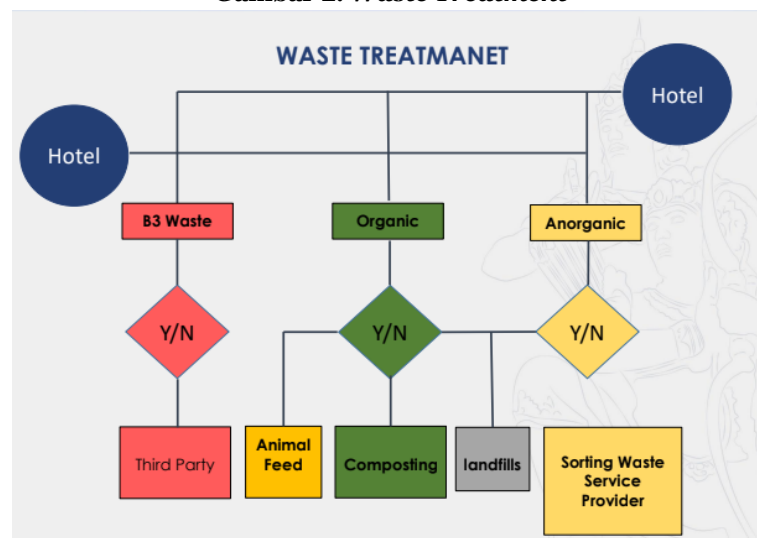 WASTE TREATMANET
Hotel
Hotel
B3 Waste
Organic
Anorganic
Y/N
Y/N
Y/N
Third Party
Animal
Feed
Composting
landfills
Sorting Waste
Service
Provider